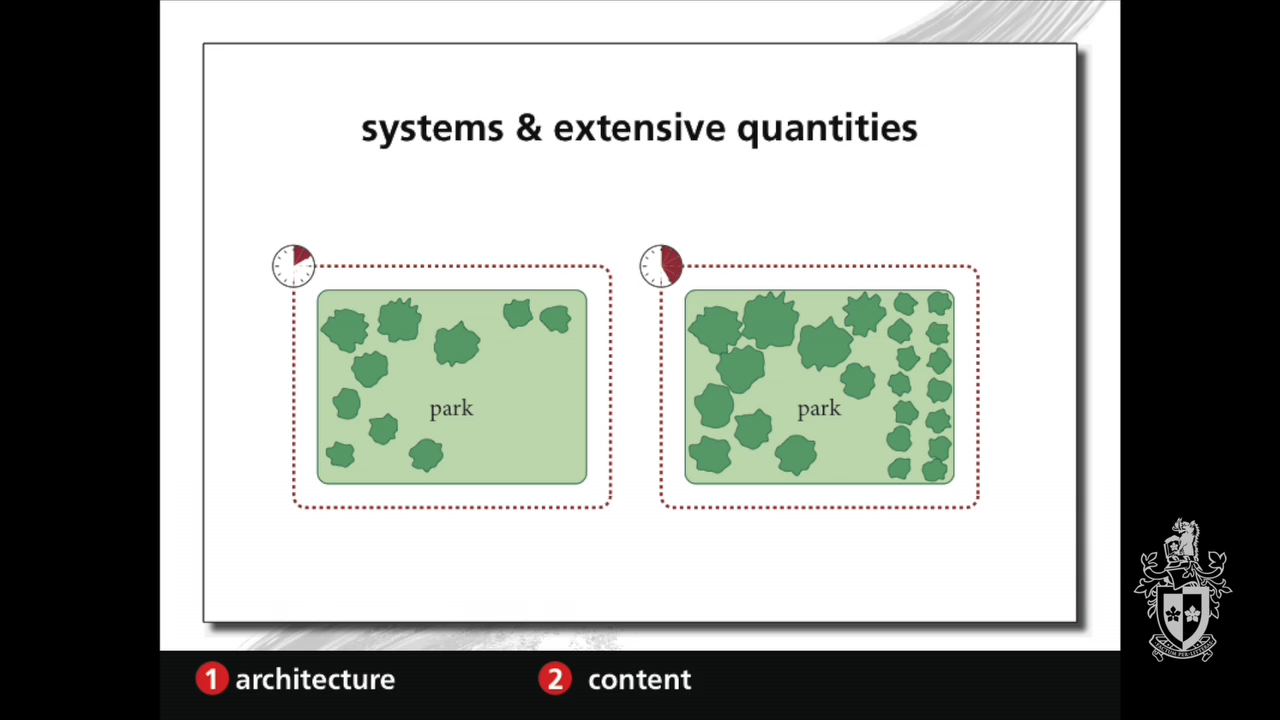 systems & extensive quantities
park
park
1 architecture
2 content